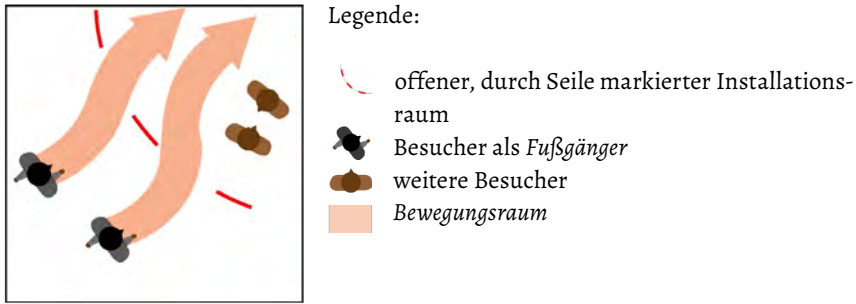 Legende:
offener, durch Seile markierter Installations-
raum
Besucher als Fußgänger
weitere Besucher
Bewegungsraum